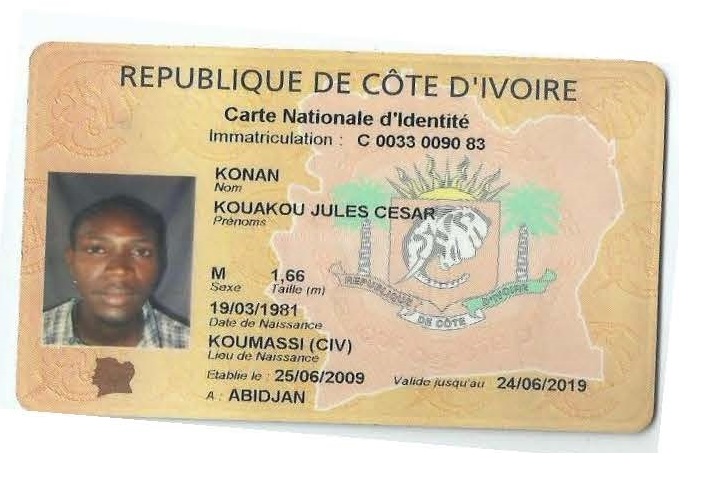 REPUBLIQUE DE CÔTE D'IVOIRE
Carte Nationale d'Identité
Immatriculation : C 0033 0090 83
KONAN
Nom
KOUAKOU JULES CESAR
Prénoms
M 1,66
Sexe Taille (m)
19/03/1981
Date de Naissance
KOUMASSI (CIV)
Lieu de Naissance
Etablie le : 25/06/2009 Valide jusqu'au 24/06/2019
A : ABIDJAN
REPUBLIQUE DE CÔTE D'IVOIRE